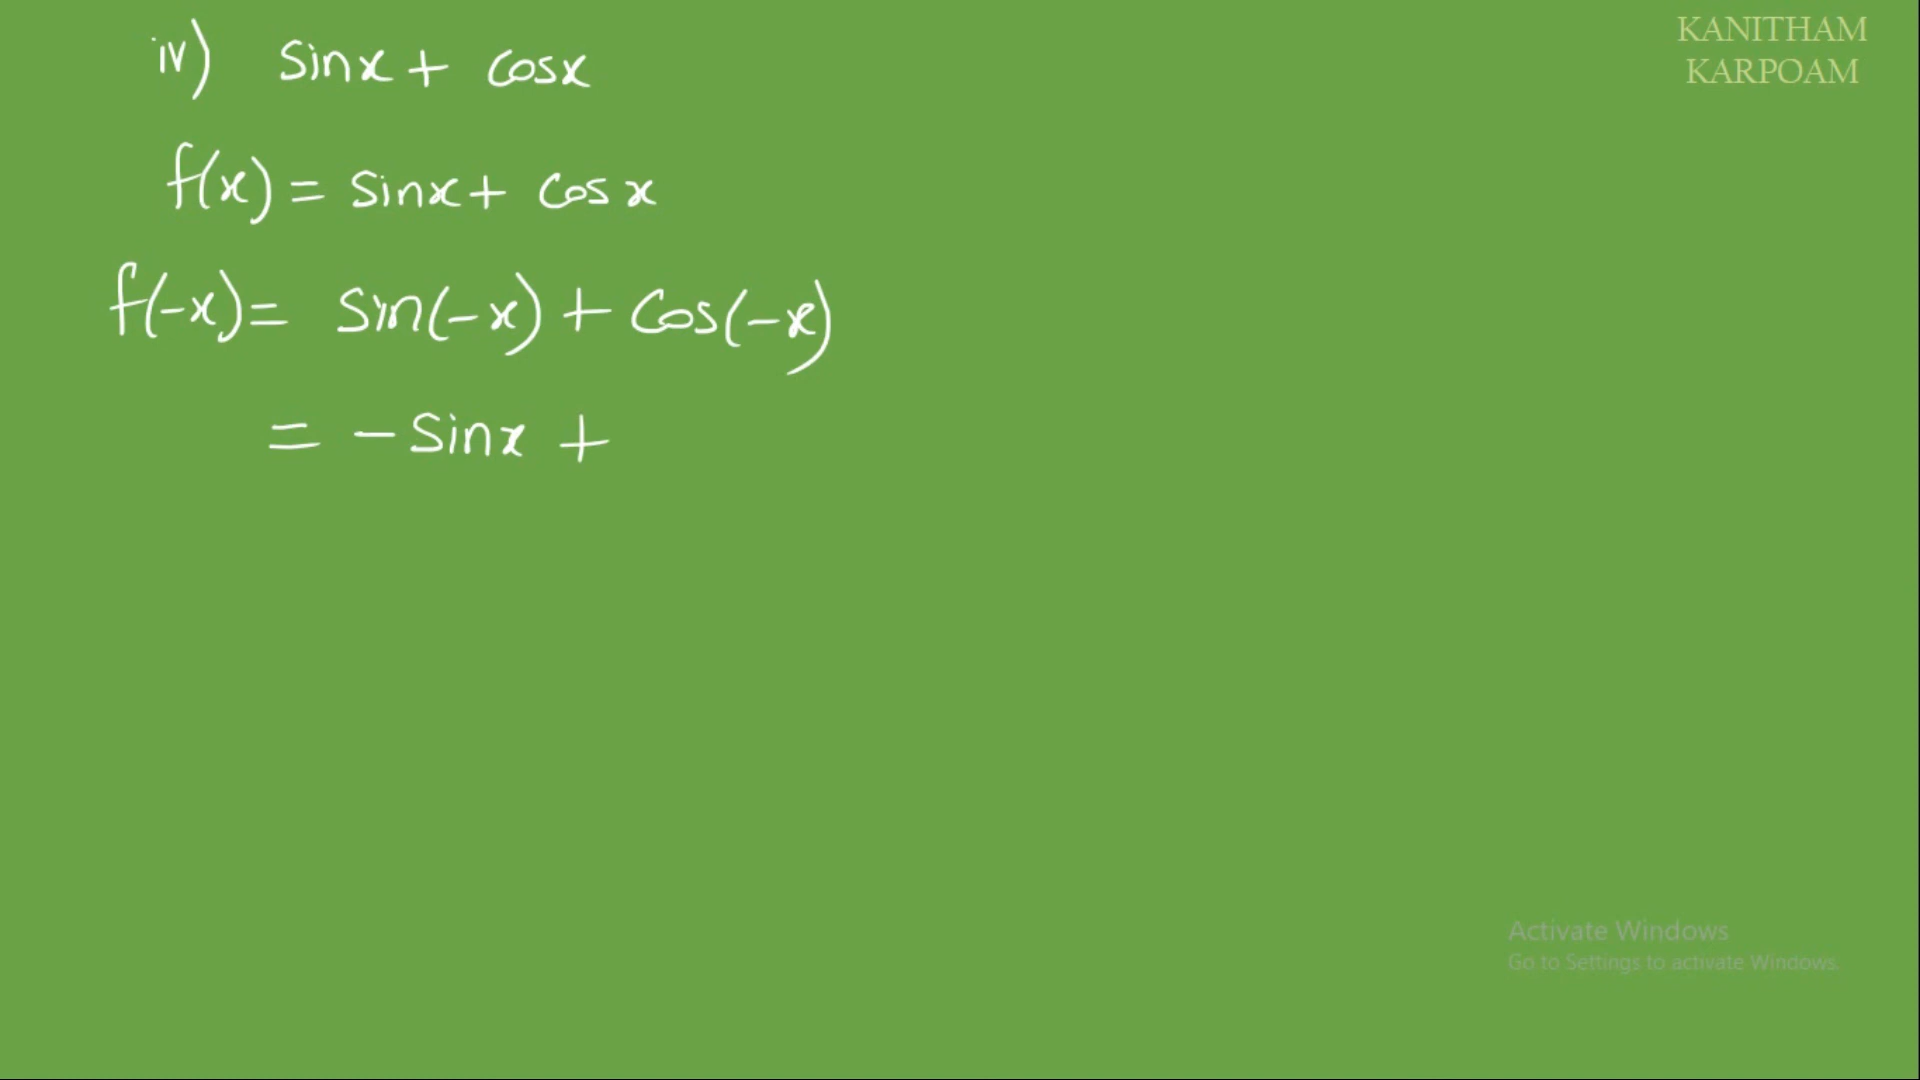 iv) sinx + cosx
KANITHAM
KARPOAM
f(x) = sinx + cos x
f(-x) = sin(-x) + cos(-x)
= -sinx +
Activate Windows
Go to Settings to activate Windows.